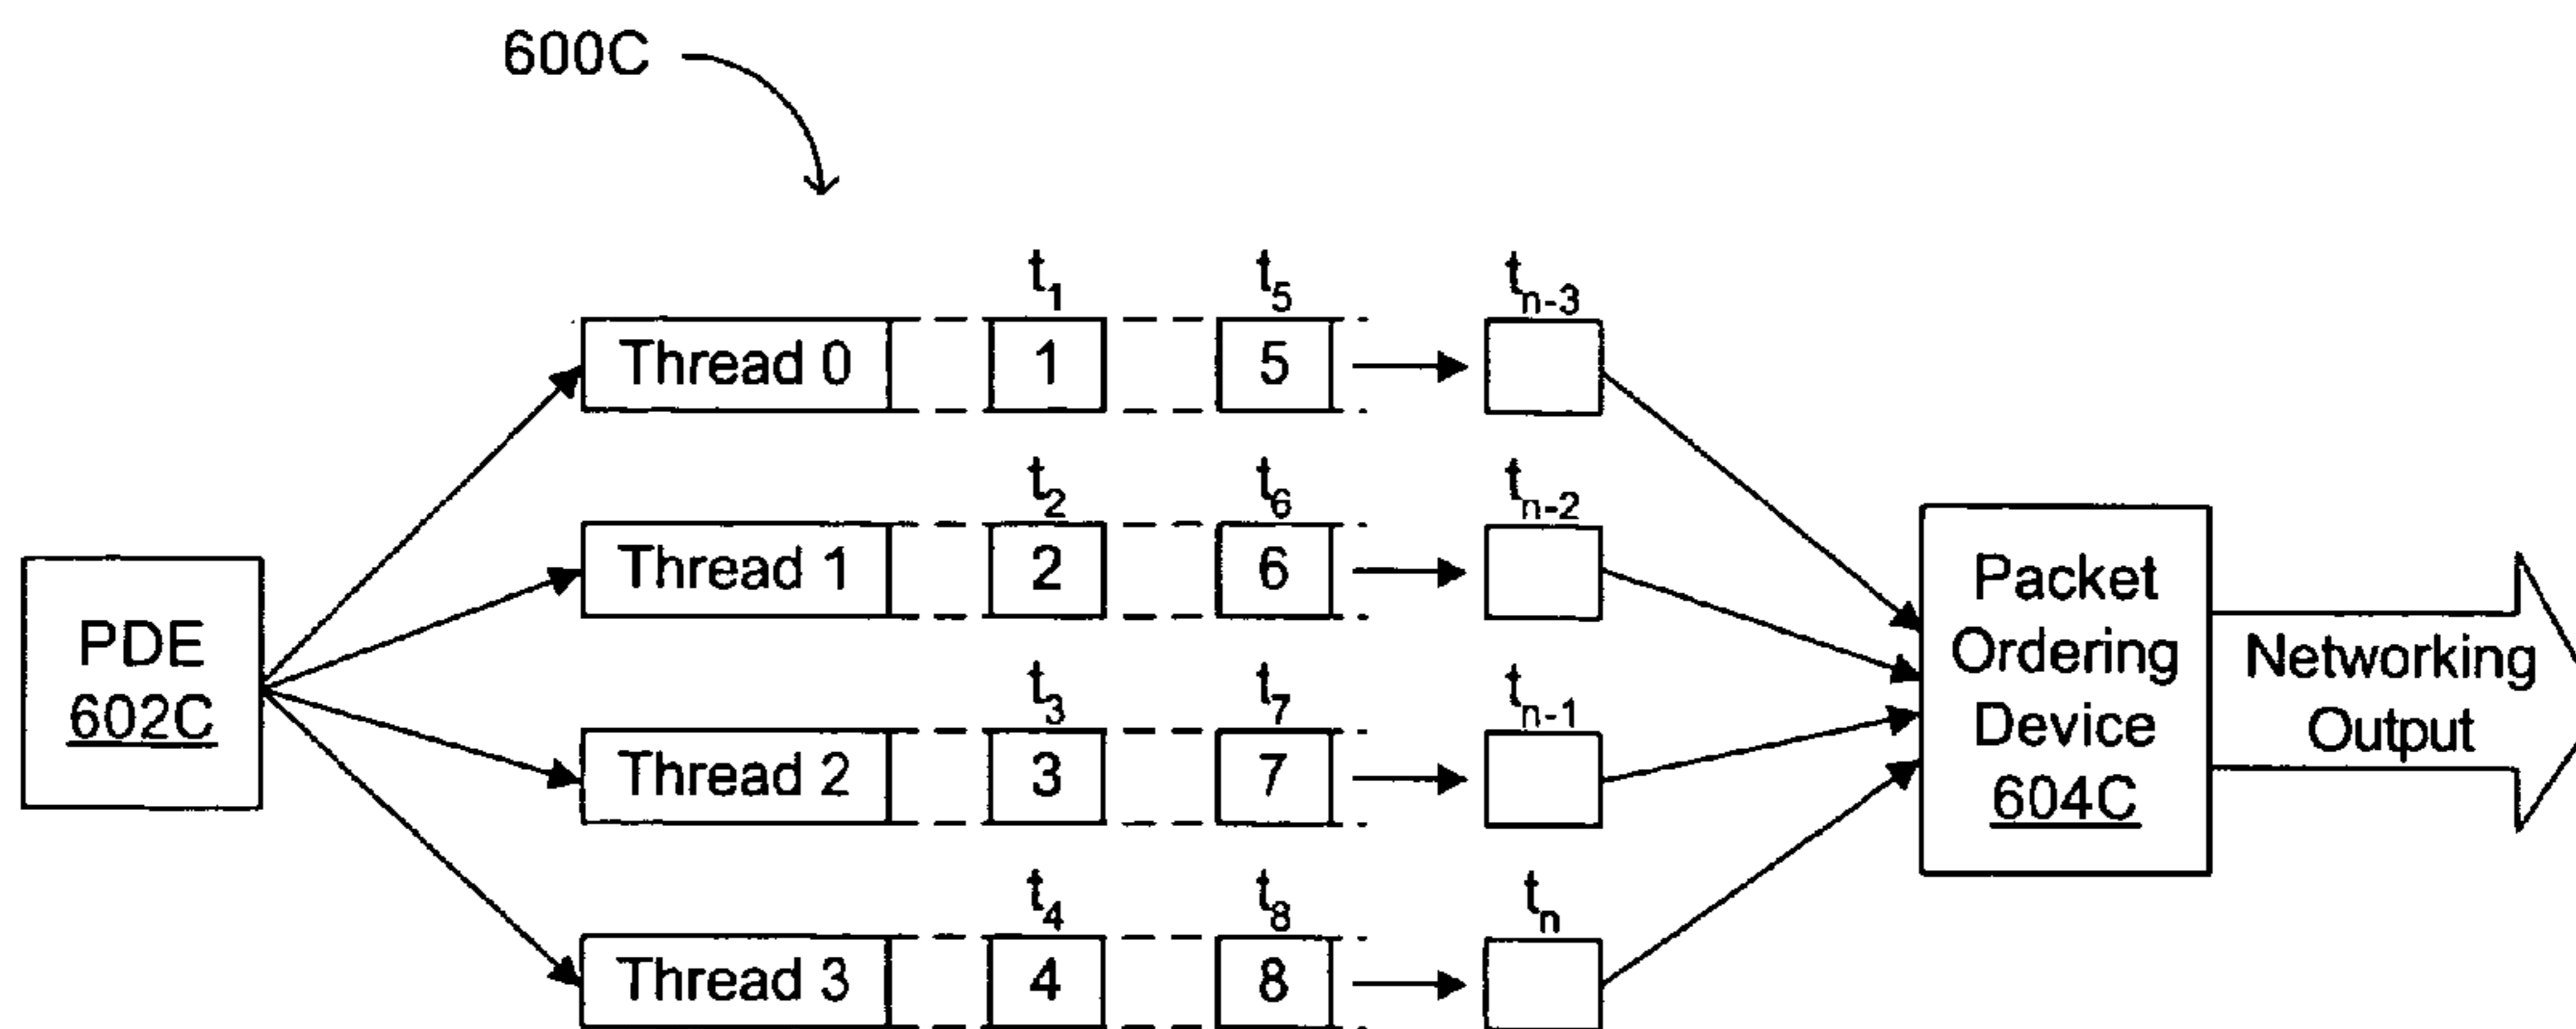 600C
t1 t5 tn-3
Thread 0 1 5
t2 t6 tn-2
Thread 1 2 6
PDE
602C
t3 t7 tn-1
Thread 2 3 7
t4 t8 tn
Thread 3 4 8
Packet
Ordering
Device
604C
Networking
Output